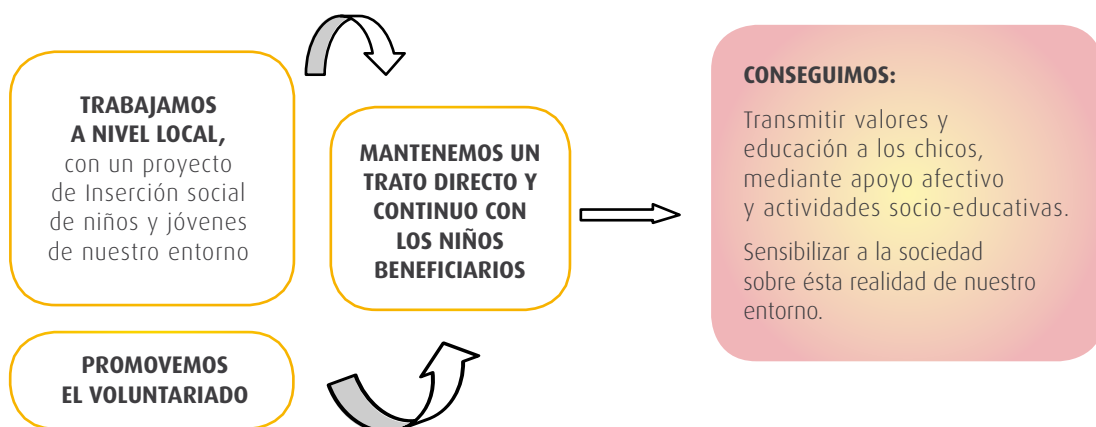 TRABAJAMOS
A NIVEL LOCAL,
con un proyecto
de Inserción social
de niños y jóvenes
de nuestro entorno
PROMOVEMOS
EL VOLUNTARIADO
MANTENEMOS UN
TRATO DIRECTO Y
CONTINUO CON
LOS NIÑOS
BENEFICIARIOS
CONSEGUIMOS:
Transmitir valores y
educación a los chicos,
mediante apoyo afectivo
y actividades socio-educativas.
Sensibilizar a la sociedad
sobre ésta realidad de nuestro
entorno.